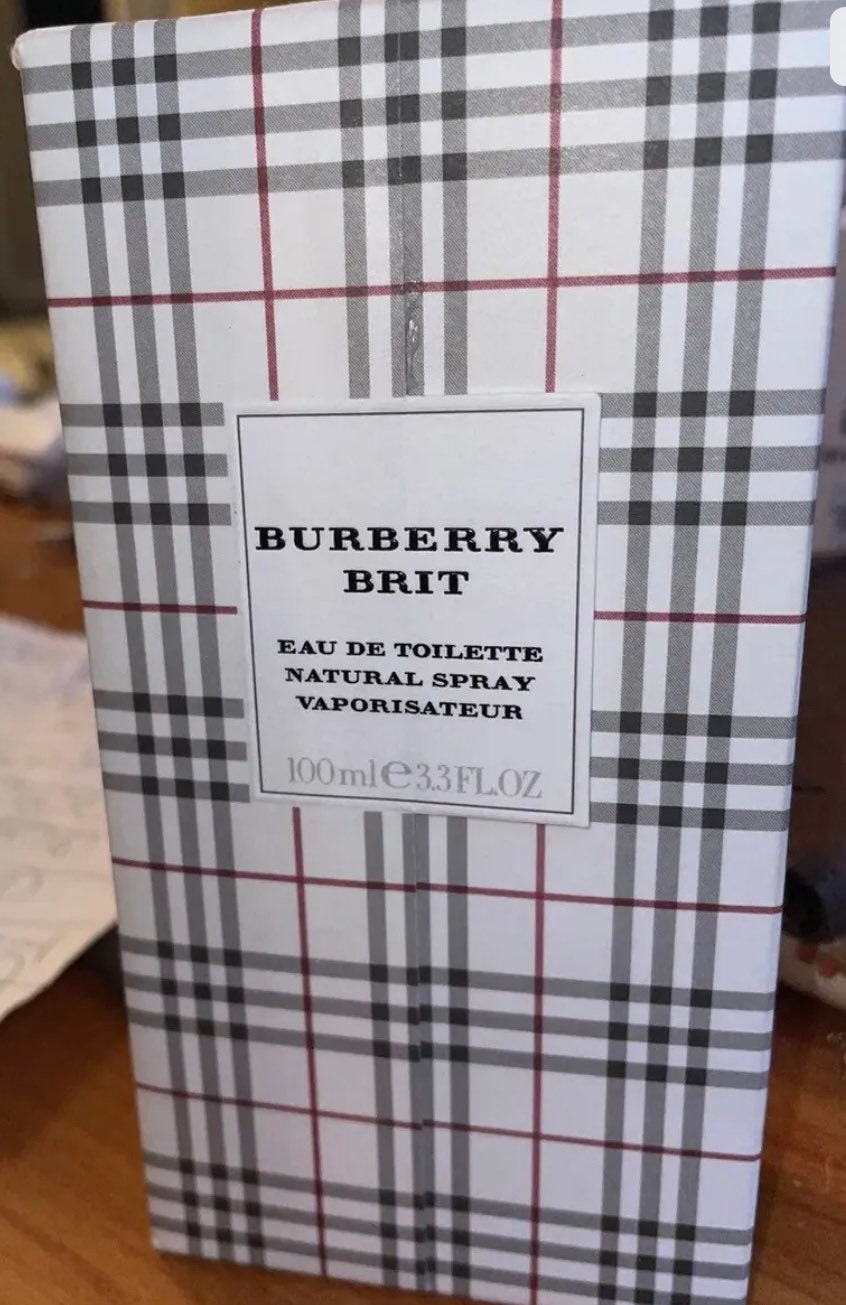 BURBERRY
BRIT
EAU DE TOILETTE
NATURAL SPRAY
VAPORISATEUR
100ml℮3.3FL.OZ